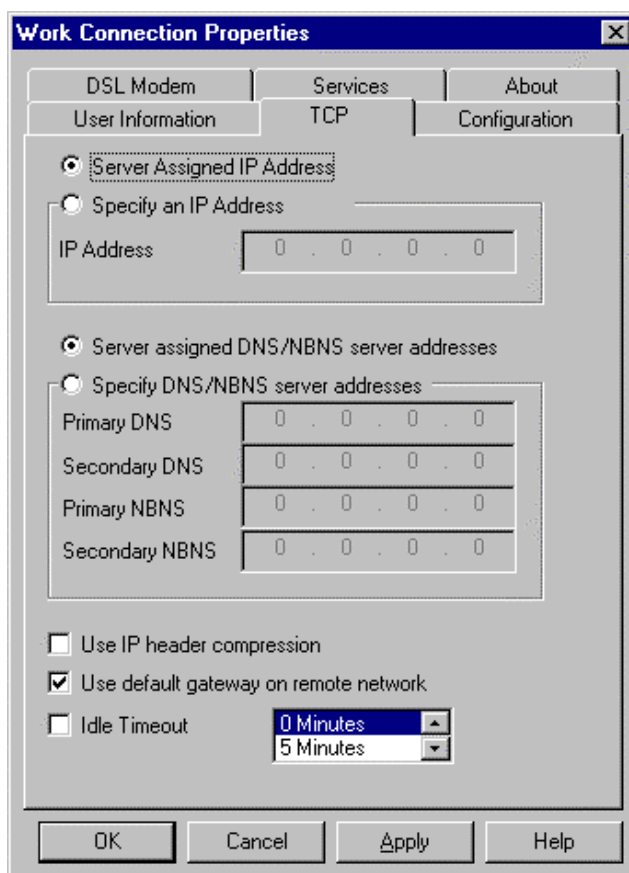 Work Connection Properties
DSL Modem Services About
User Information TCP Configuration
Server Assigned IP Address
Specify an IP Address
IP Address 0 . 0 . 0 . 0
Server assigned DNS/NBNS server addresses
Specify DNS/NBNS server addresses
Primary DNS 0 . 0 . 0 . 0
Secondary DNS 0 . 0 . 0 . 0
Primary NBNS 0 . 0 . 0 . 0
Secondary NBNS 0 . 0 . 0 . 0
Use IP header compression
Use default gateway on remote network
Idle Timeout 0 Minutes
5 Minutes
OK Cancel Apply Help